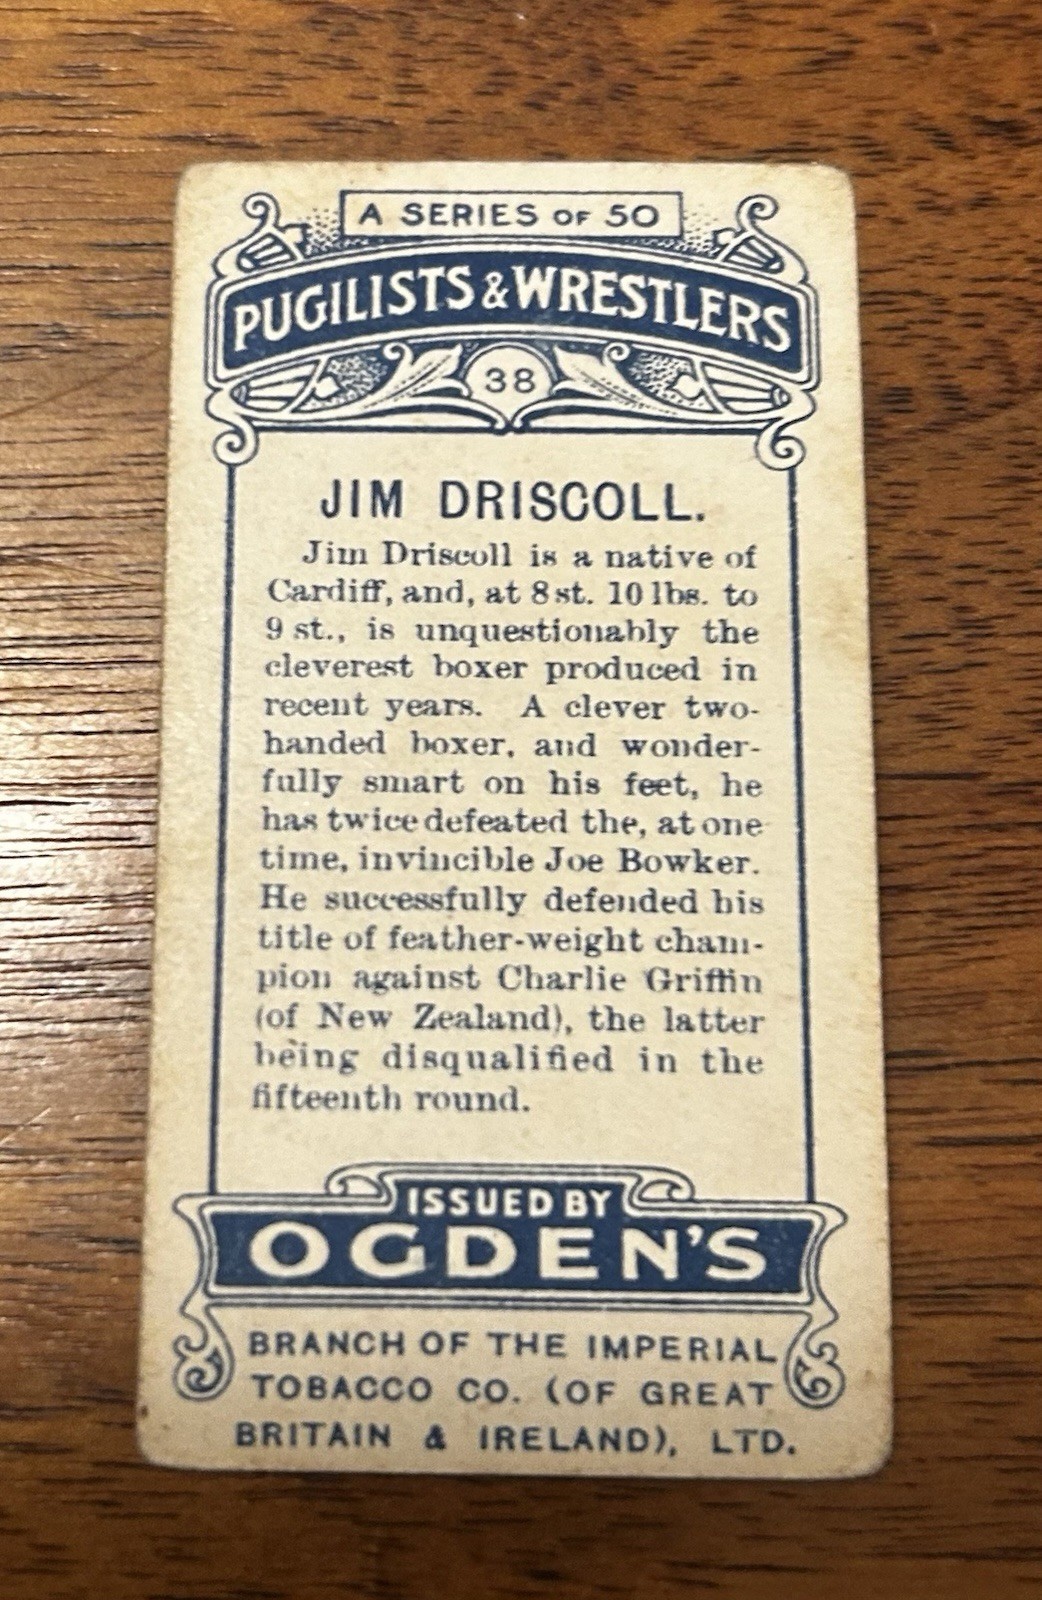 A SERIES OF 50
PUGILISTS & WRESTLERS
38
JIM DRISCOLL.
Jim Driscoll is a native of
Cardiff, and, at 8 st. 10 lbs. to
9 st., is unquestionably the
cleverest boxer produced in
recent years. A clever two-
handed boxer, and wonder-
fully smart on his feet, he
has twice defeated the, at one
time, invincible Joe Bowker.
He successfully defended his
title of feather-weight cham-
pion against Charlie Griffin
(of New Zealand), the latter
being disqualified in the
fifteenth round.
ISSUED BY
OGDEN'S
BRANCH OF THE IMPERIAL
TOBACCO CO. (OF GREAT
BRITAIN & IRELAND), LTD.